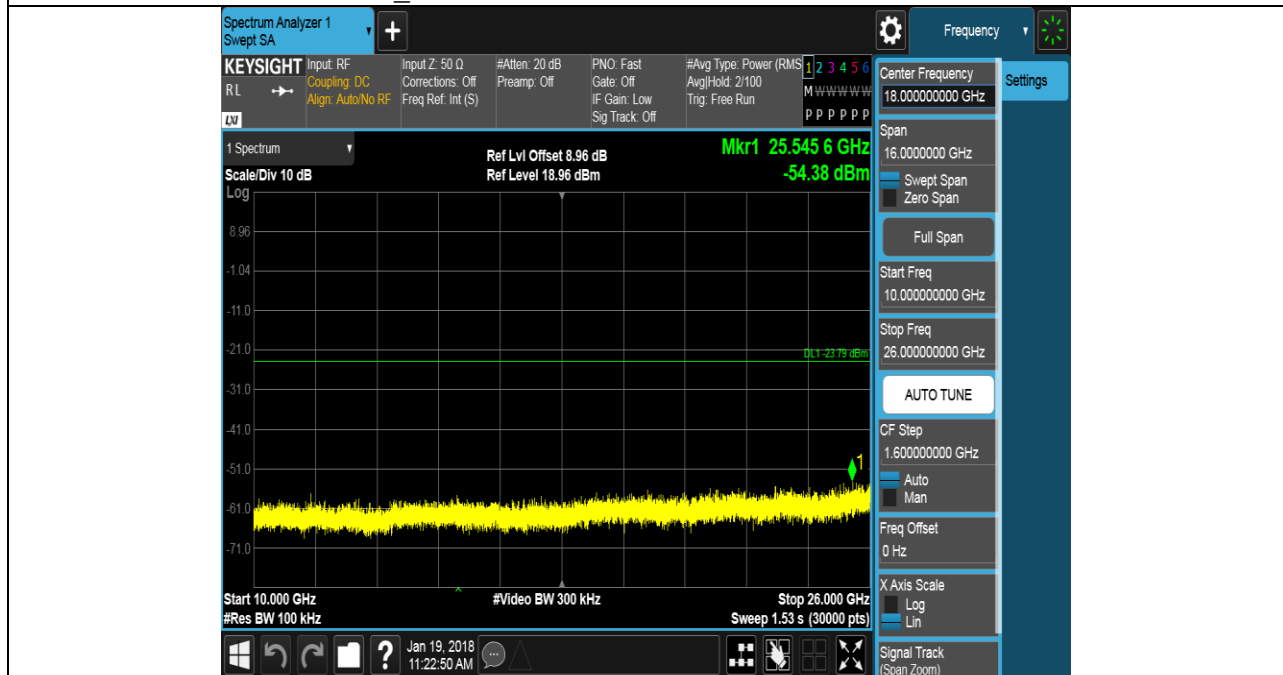 Spectrum Analyzer 1
Swept SA
+
Frequency
KEYSIGHT
Input: RF
Input Z: 50 Ω
#Atten: 20 dB
PNO: Fast
#Avg Type: Power (RMS
1 2 3 4 5 6
RL
Coupling: DC
Corrections: Off
Preamp: Off
Gate: Off
Avg|Hold: 2/100
M W W W W W
Align: Auto/No RF
Freq Ref: Int (S)
IF Gain: Low
Trig: Free Run
LXI
Sig Track: Off
P P P P P P
1 Spectrum
Ref Lvl Offset 8.96 dB
Mkr1 25.545 6 GHz
Scale/Div 10 dB
Ref Level 18.96 dBm
-54.38 dBm
Log
8.96
-1.04
-11.0
-21.0
DL1 -23.79 dBm
-31.0
-41.0
-51.0
1
-61.0
-71.0
Start 10.000 GHz
#Video BW 300 kHz
Stop 26.000 GHz
#Res BW 100 kHz
Sweep 1.53 s (30000 pts)
?
Jan 19, 2018
11:22:50 AM
Center Frequency
18.000000000 GHz
Settings
Span
16.0000000 GHz
Swept Span
Zero Span
Full Span
Start Freq
10.000000000 GHz
Stop Freq
26.000000000 GHz
AUTO TUNE
CF Step
1.600000000 GHz
Auto
Man
Freq Offset
0 Hz
X Axis Scale
Log
Lin
Signal Track
(Span Zoom)